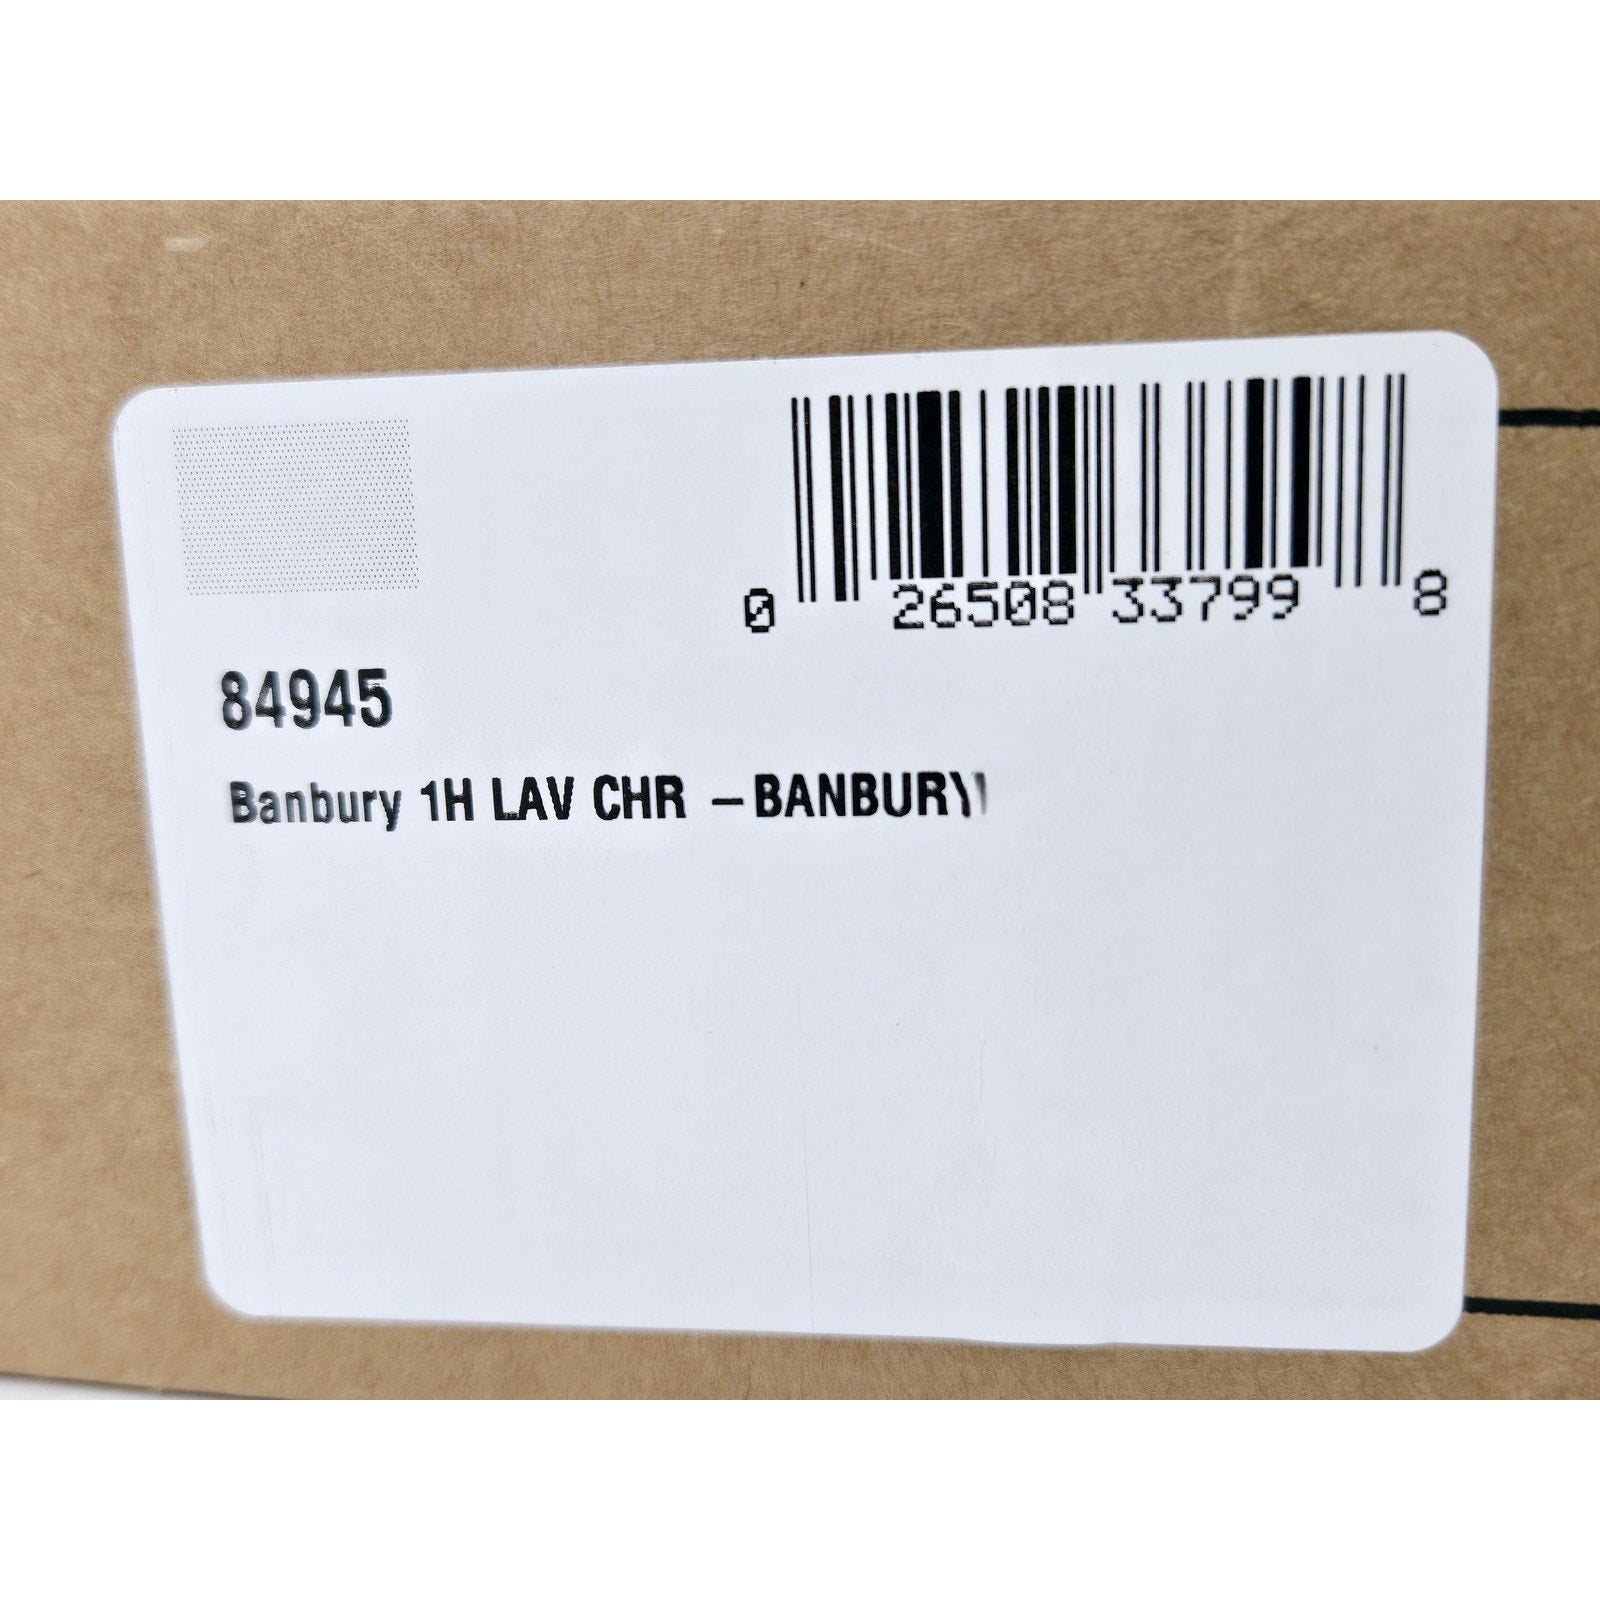 0 26508 33799 8
84945
Banbury 1H LAV CHR – BANBURY